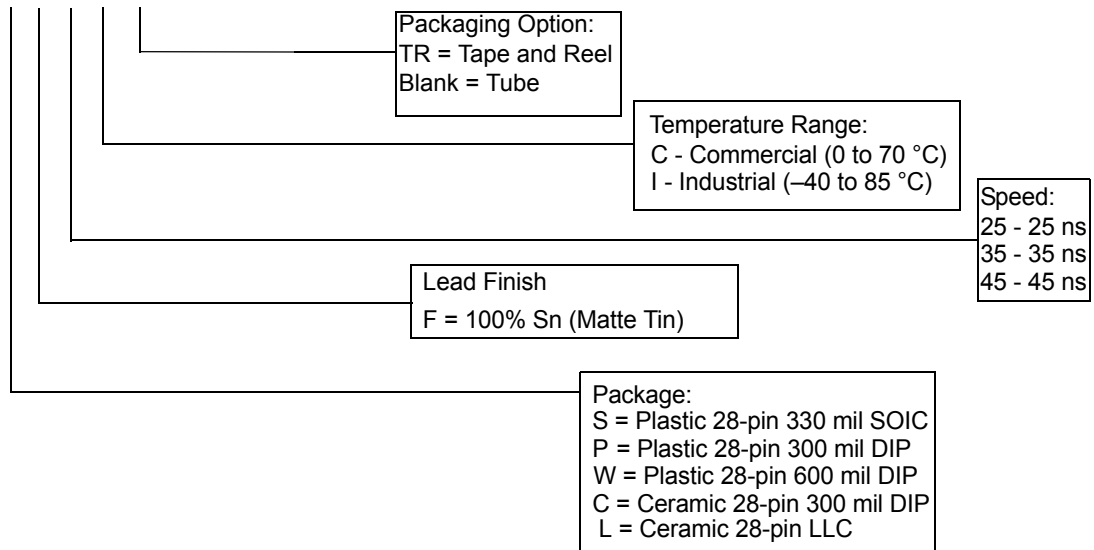 Packaging Option:
TR = Tape and Reel
Blank = Tube
Temperature Range:
C - Commercial (0 to 70 °C)
I - Industrial (–40 to 85 °C)
Speed:
25 - 25 ns
35 - 35 ns
45 - 45 ns
Lead Finish
F = 100% Sn (Matte Tin)
Package:
S = Plastic 28-pin 330 mil SOIC
P = Plastic 28-pin 300 mil DIP
W = Plastic 28-pin 600 mil DIP
C = Ceramic 28-pin 300 mil DIP
L = Ceramic 28-pin LLC